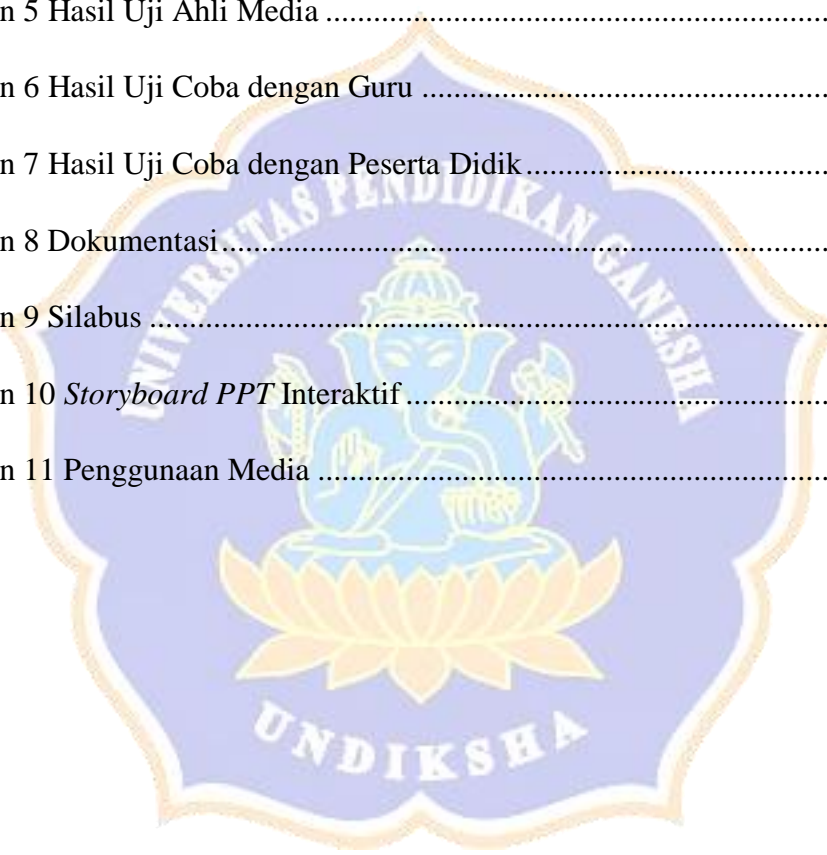 n 5 Hasil Uji Ahli Media ................................................................
n 6 Hasil Uji Coba dengan Guru ....................................................
n 7 Hasil Uji Coba dengan Peserta Didik ......................................
n 8 Dokumentasi ............................................................................
n 9 Silabus .....................................................................................
n 10 Storyboard PPT Interaktif .....................................................
n 11 Penggunaan Media ................................................................
UNIVERSITAS PENDIDIKAN GANESHA
UNDIKSHA